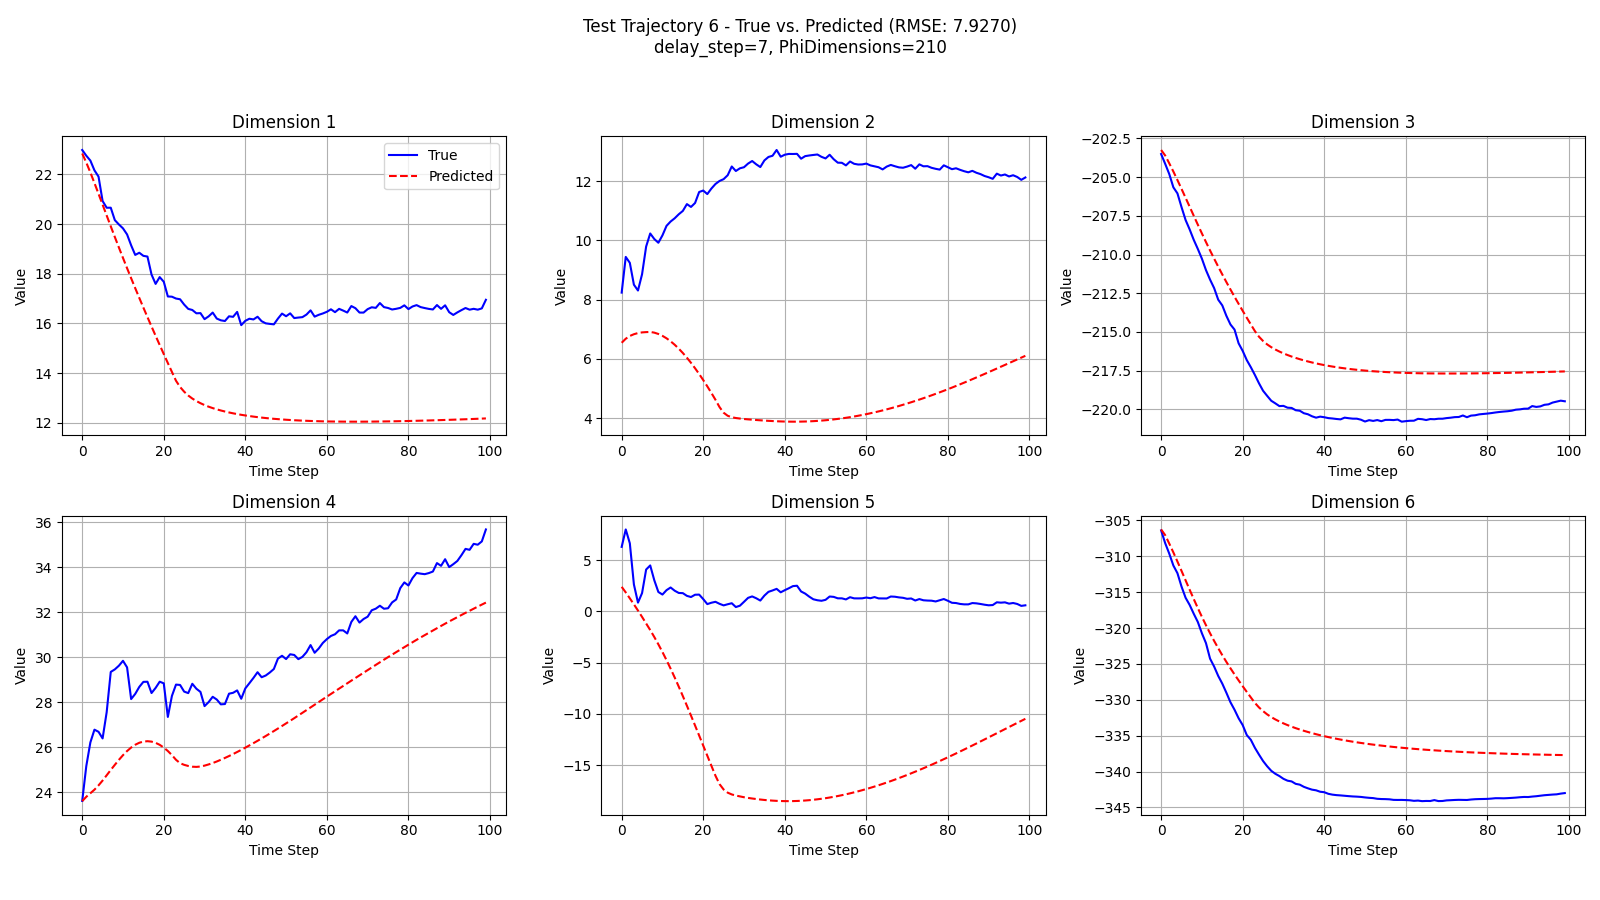 Test Trajectory 6 - True vs. Predicted (RMSE: 7.9270)
delay_step=7, PhiDimensions=210
Dimension 1
True
Predicted
22
20
18
16
14
12
Value
0 20 40 60 80 100
Time Step
Dimension 2
12
10
8
6
4
Value
0 20 40 60 80 100
Time Step
Dimension 3
−202.5
−205.0
−207.5
−210.0
−212.5
−215.0
−217.5
−220.0
Value
0 20 40 60 80 100
Time Step
Dimension 4
36
34
32
30
28
26
24
Value
0 20 40 60 80 100
Time Step
Dimension 5
5
0
−5
−10
−15
Value
0 20 40 60 80 100
Time Step
Dimension 6
−305
−310
−315
−320
−325
−330
−335
−340
−345
Value
0 20 40 60 80 100
Time Step